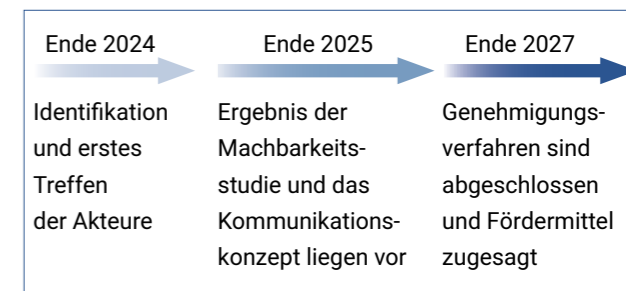 Ende 2024
Identifikation
und erstes
Treffen
der Akteure
Ende 2025
Ergebnis der
Machbarkeits-
studie und das
Kommunikations-
konzept liegen vor
Ende 2027
Genehmigungs-
verfahren sind
abgeschlossen
und Fördermittel
zugesagt